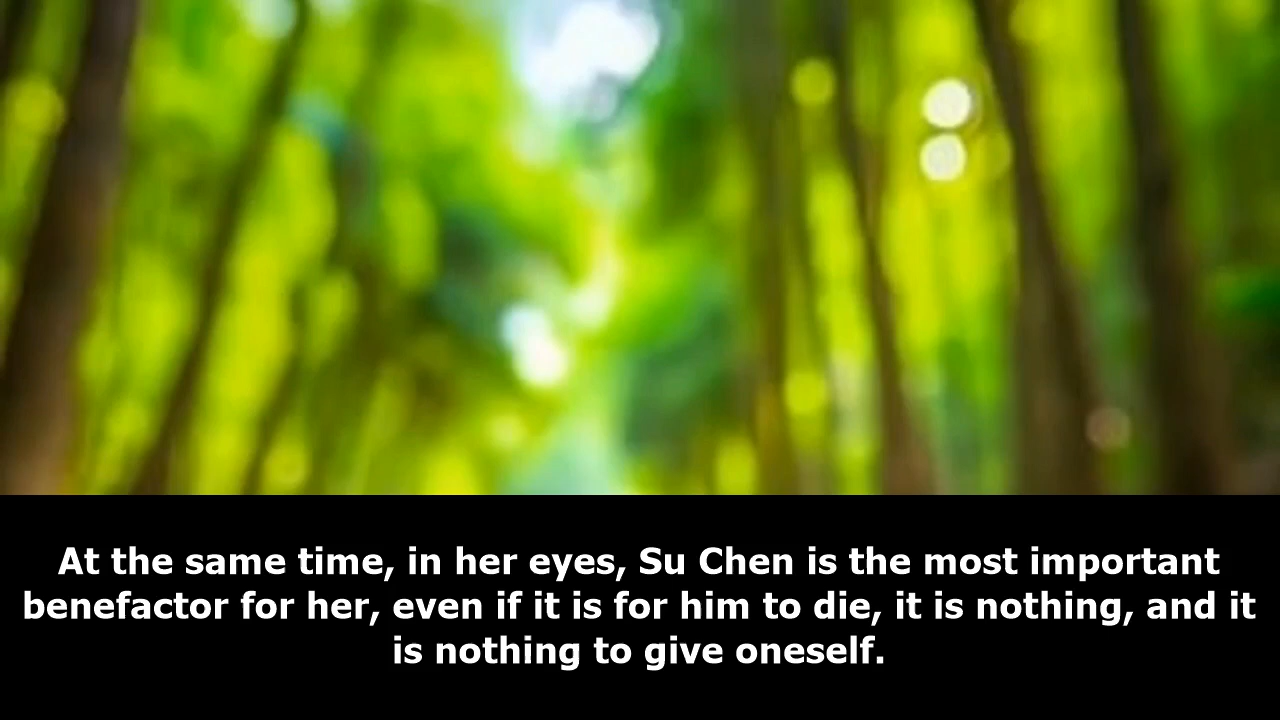 At the same time, in her eyes, Su Chen is the most important
benefactor for her, even if it is for him to die, it is nothing, and it
is nothing to give oneself.